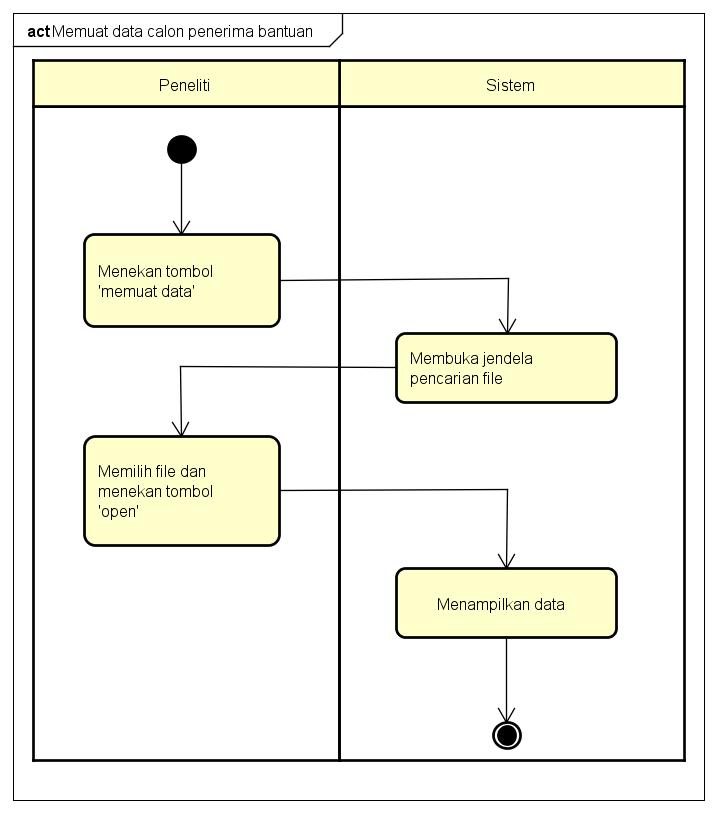 act Memuat data calon penerima bantuan
Peneliti
Sistem
Menekan tombol
'memuat data'
Membuka jendela
pencarian file
Memilih file dan
menekan tombol
'open'
Menampilkan data